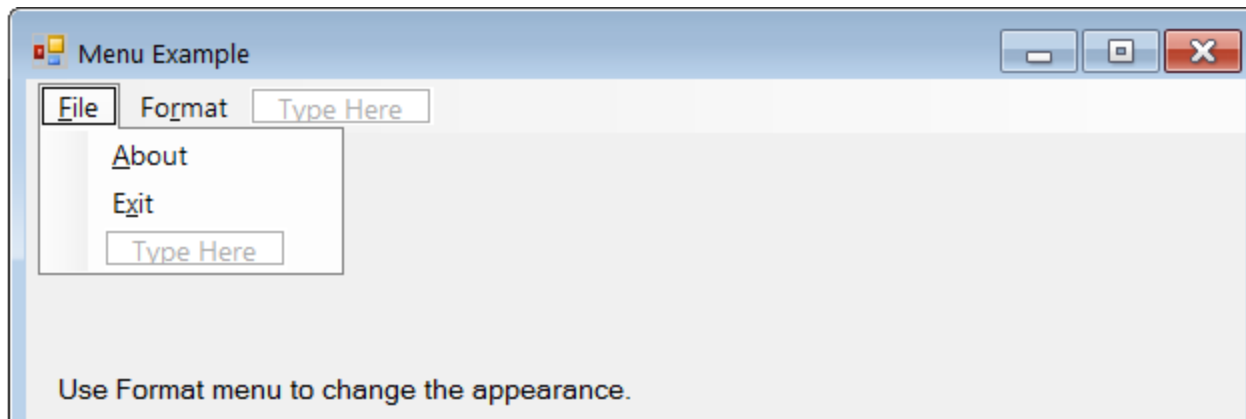 Menu Example
File Format Type Here
About
Exit
Type Here
Use Format menu to change the appearance.